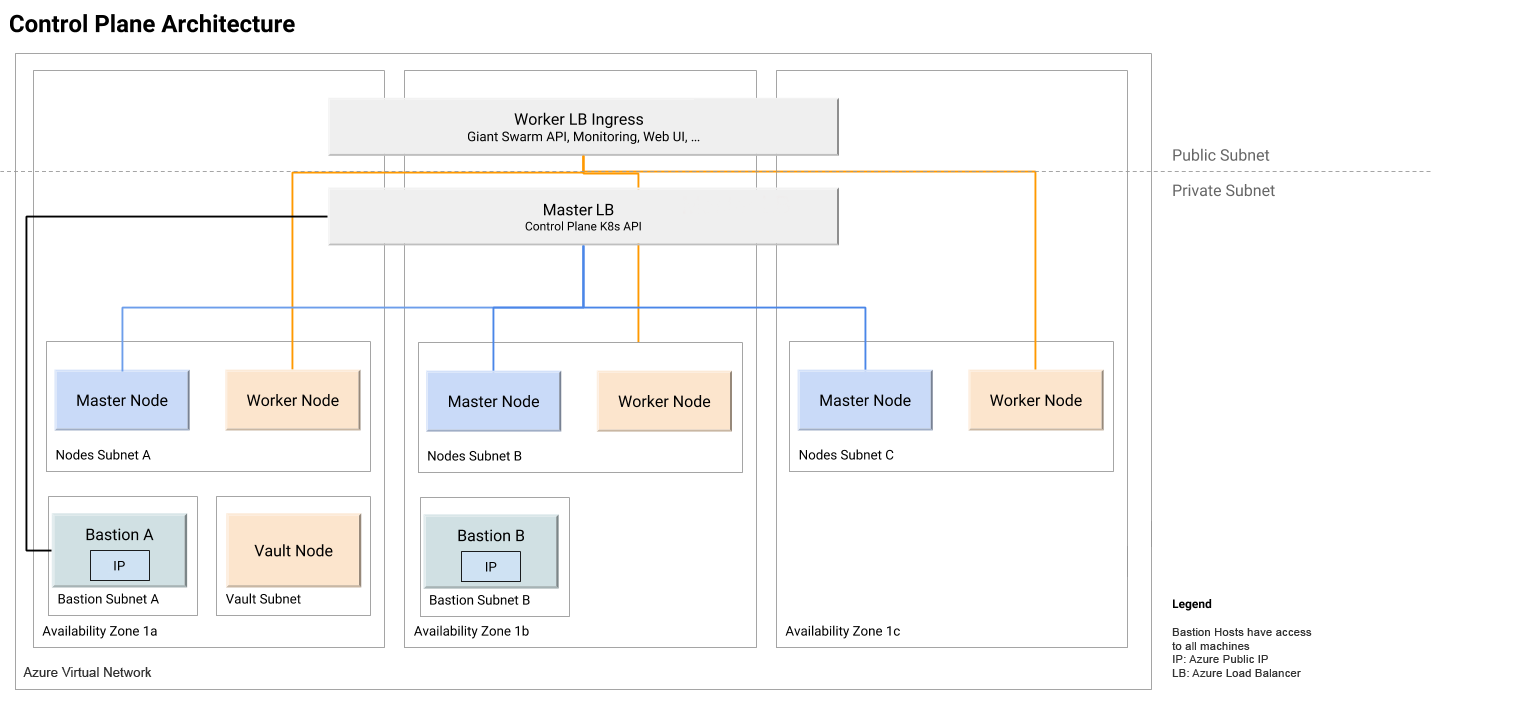 Control Plane Architecture
Worker LB Ingress
Giant Swarm API, Monitoring, Web UI, ...
Public Subnet
Private Subnet
Master LB
Control Plane K8s API
Master Node
Worker Node
Nodes Subnet A
Master Node
Worker Node
Nodes Subnet B
Master Node
Worker Node
Nodes Subnet C
Bastion A
IP
Bastion Subnet A
Vault Node
Vault Subnet
Bastion B
IP
Bastion Subnet B
Availability Zone 1a
Availability Zone 1b
Availability Zone 1c
Azure Virtual Network
Legend
Bastion Hosts have access
to all machines
IP: Azure Public IP
LB: Azure Load Balancer